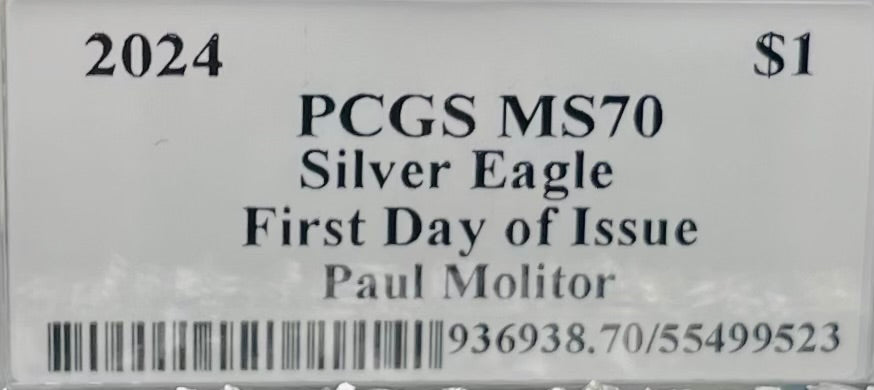 2024 $1
PCGS MS70
Silver Eagle
First Day of Issue
Paul Molitor
936938.70/55499523